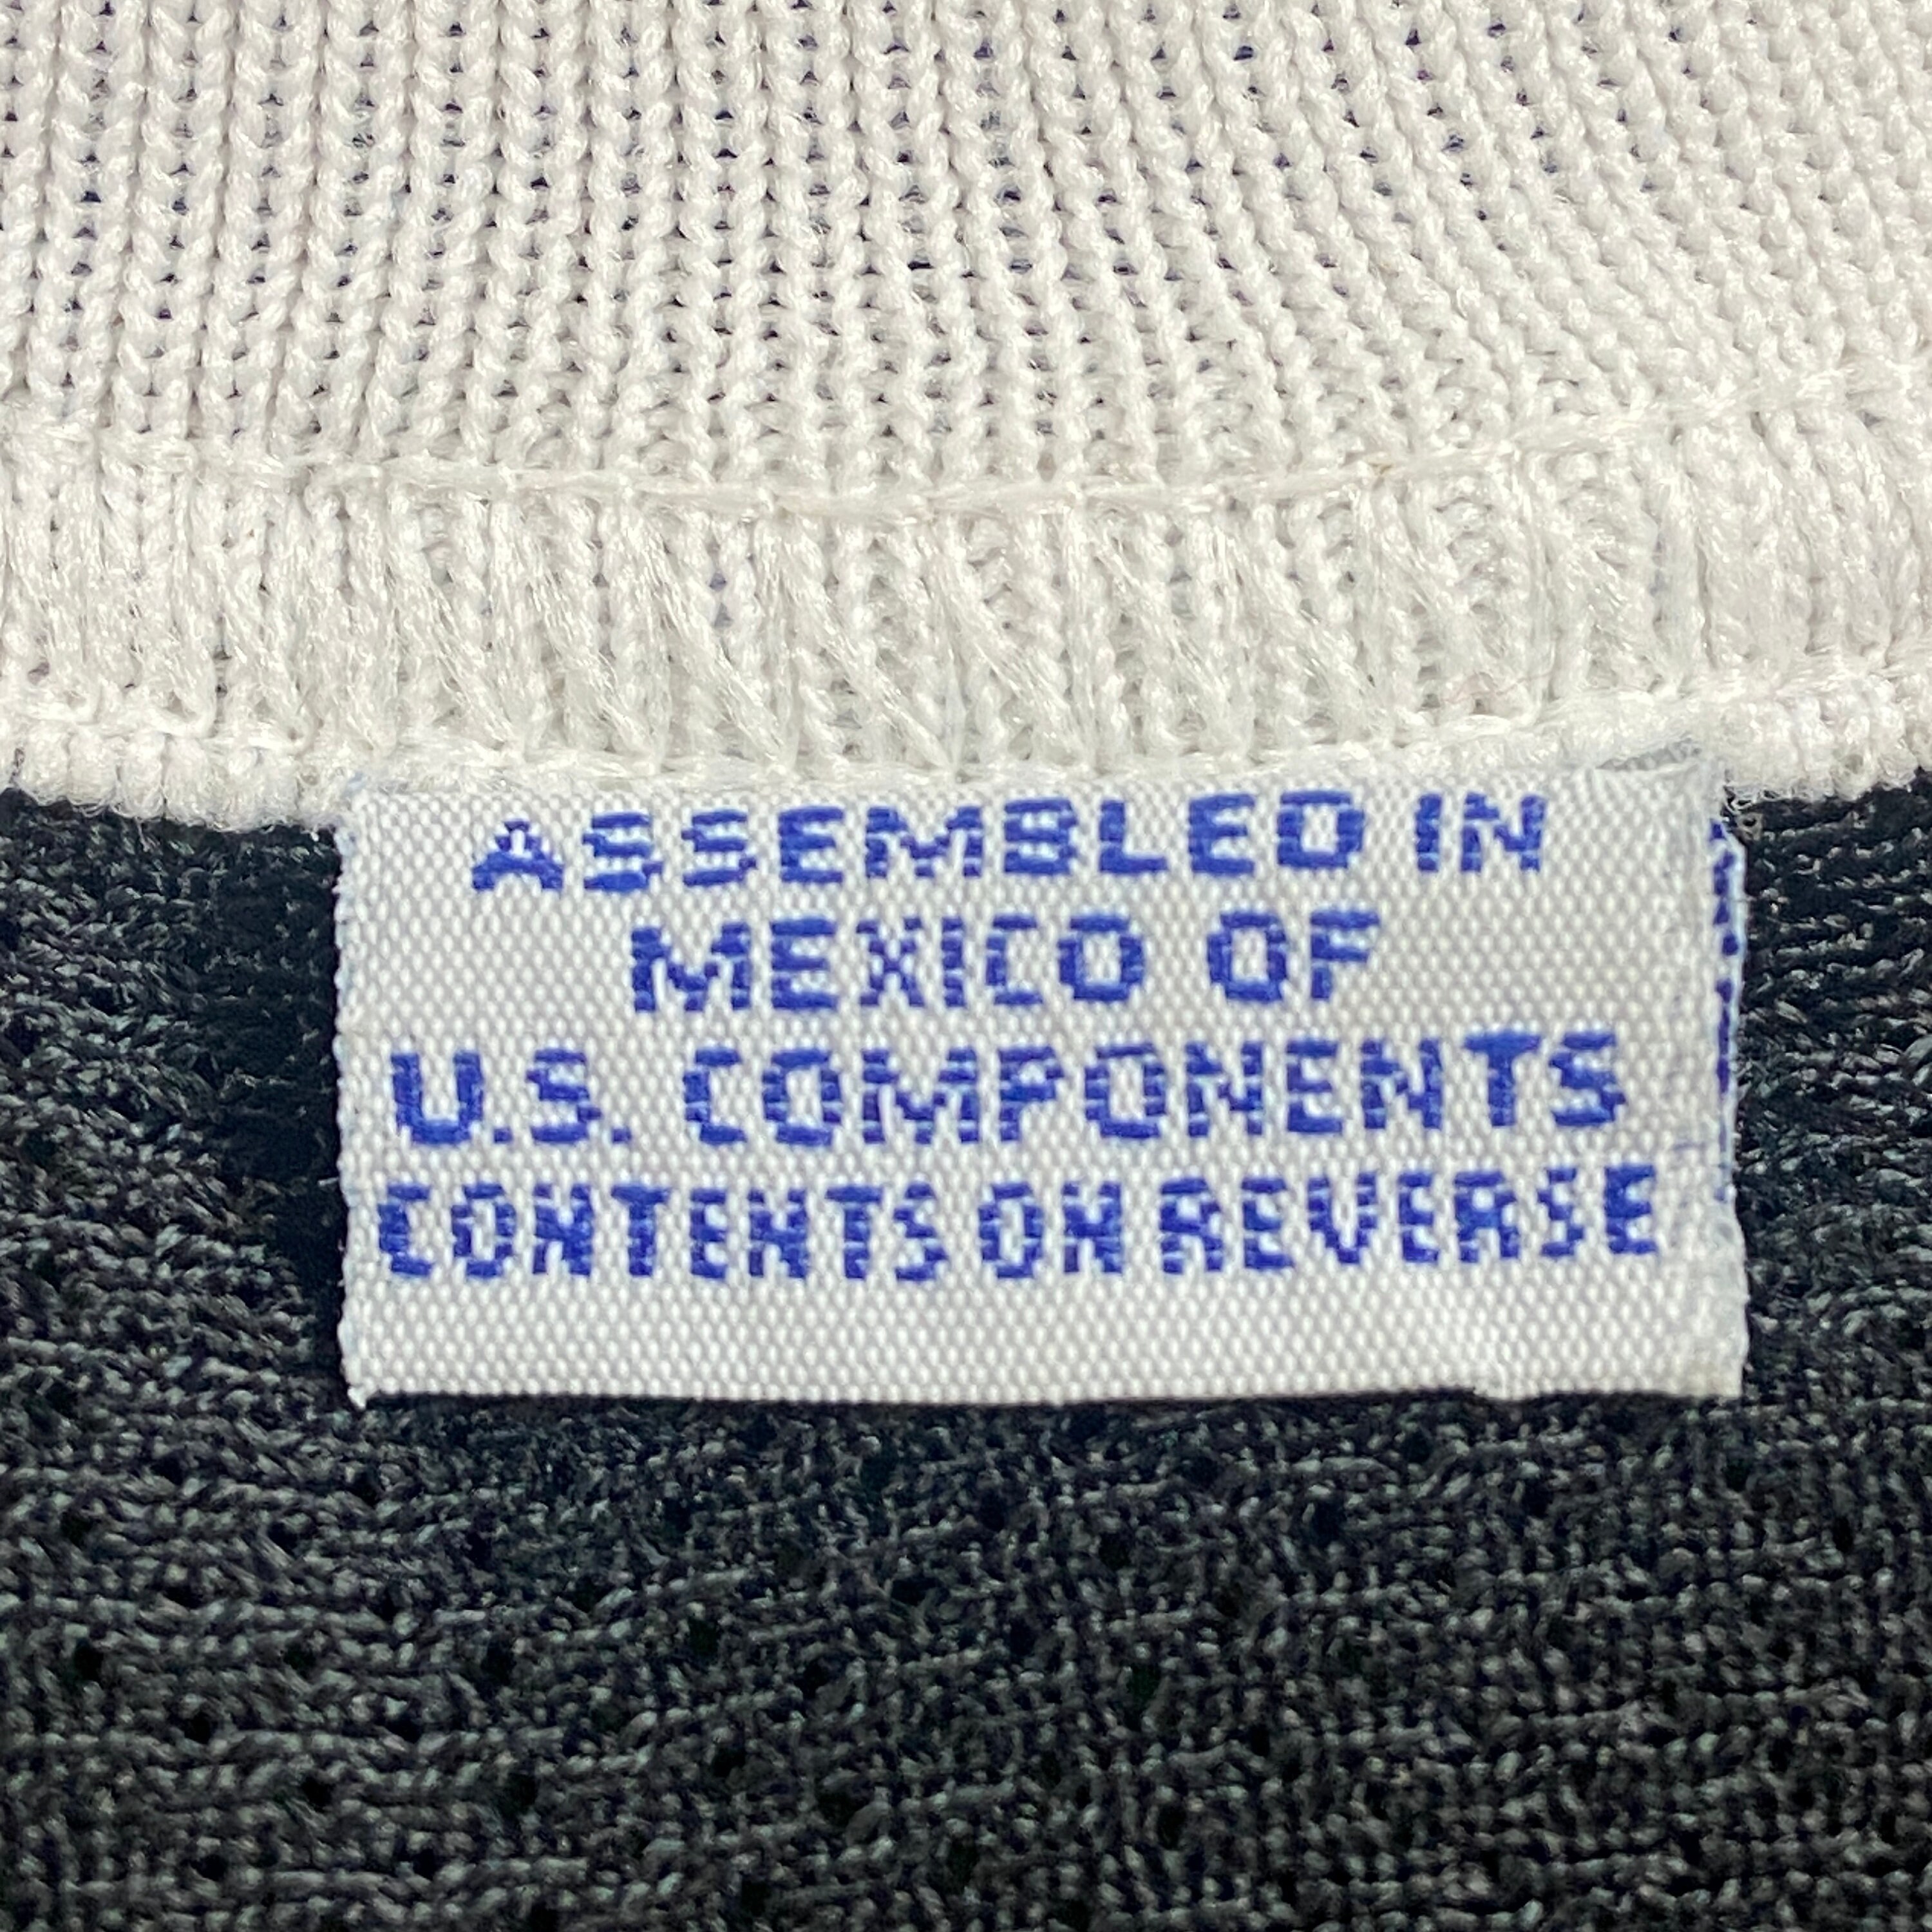 ASSEMBLED IN
MEXICO OF
U.S. COMPONENTS
CONTENTS ON REVERSE